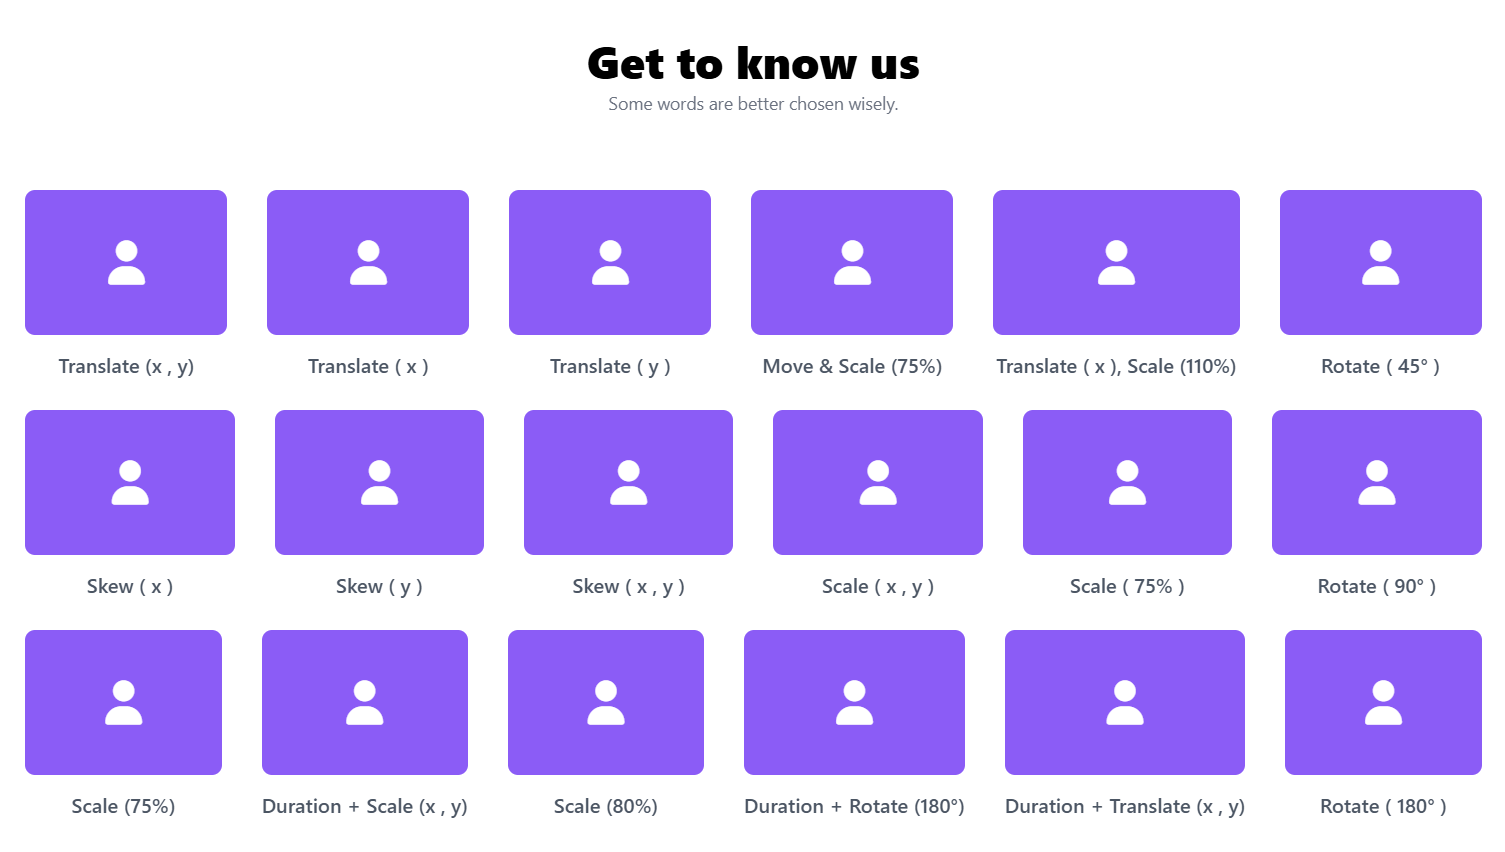 Get to know us
Some words are better chosen wisely.
Translate (x , y)
Translate ( x )
Translate ( y )
Move & Scale (75%)
Translate ( x ), Scale (110%)
Rotate ( 45° )
Skew ( x )
Skew ( y )
Skew ( x , y )
Scale ( x , y )
Scale ( 75% )
Rotate ( 90° )
Scale (75%)
Duration + Scale (x , y)
Scale (80%)
Duration + Rotate (180°)
Duration + Translate (x , y)
Rotate ( 180° )